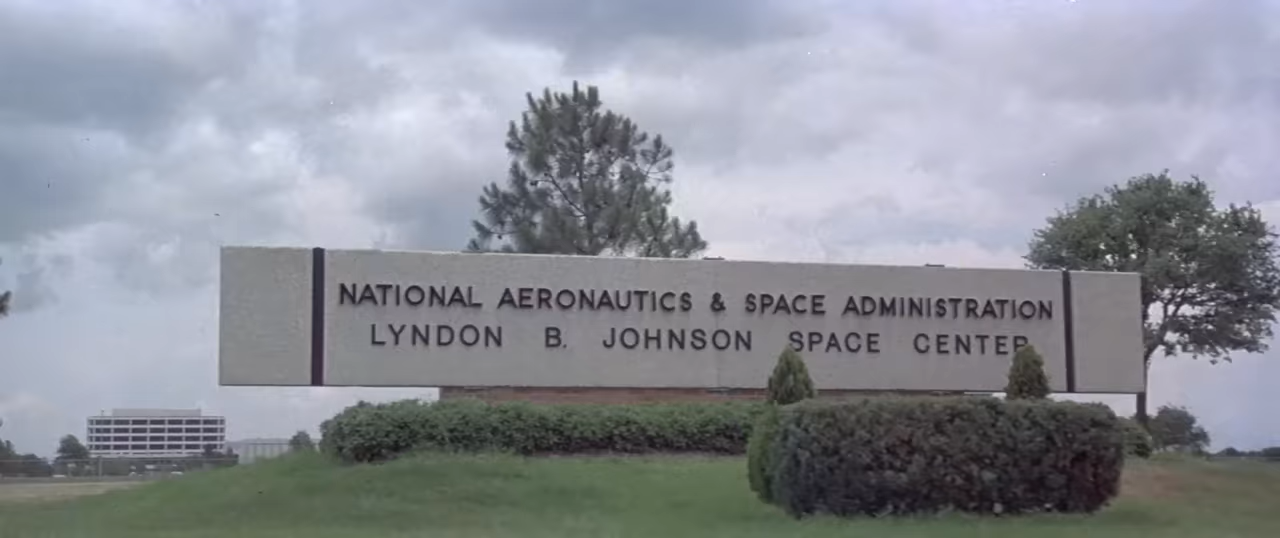 NATIONAL AERONAUTICS & SPACE ADMINISTRATION
LYNDON B. JOHNSON SPACE CENTER